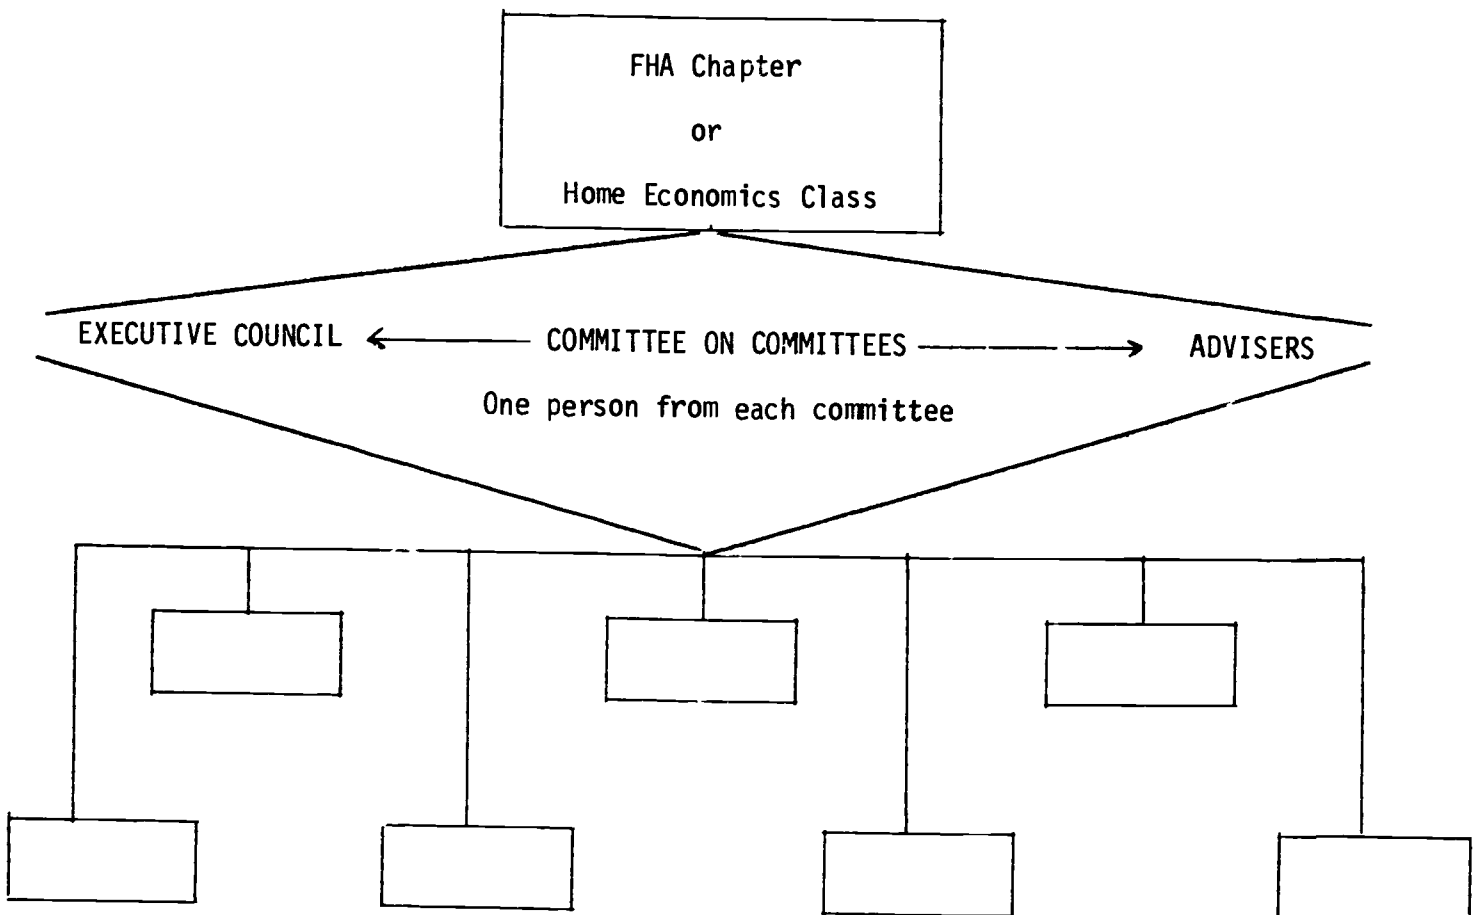 FHA Chapter
or
Home Economics Class
EXECUTIVE COUNCIL COMMITTEE ON COMMITTEES ADVISERS
One person from each committee